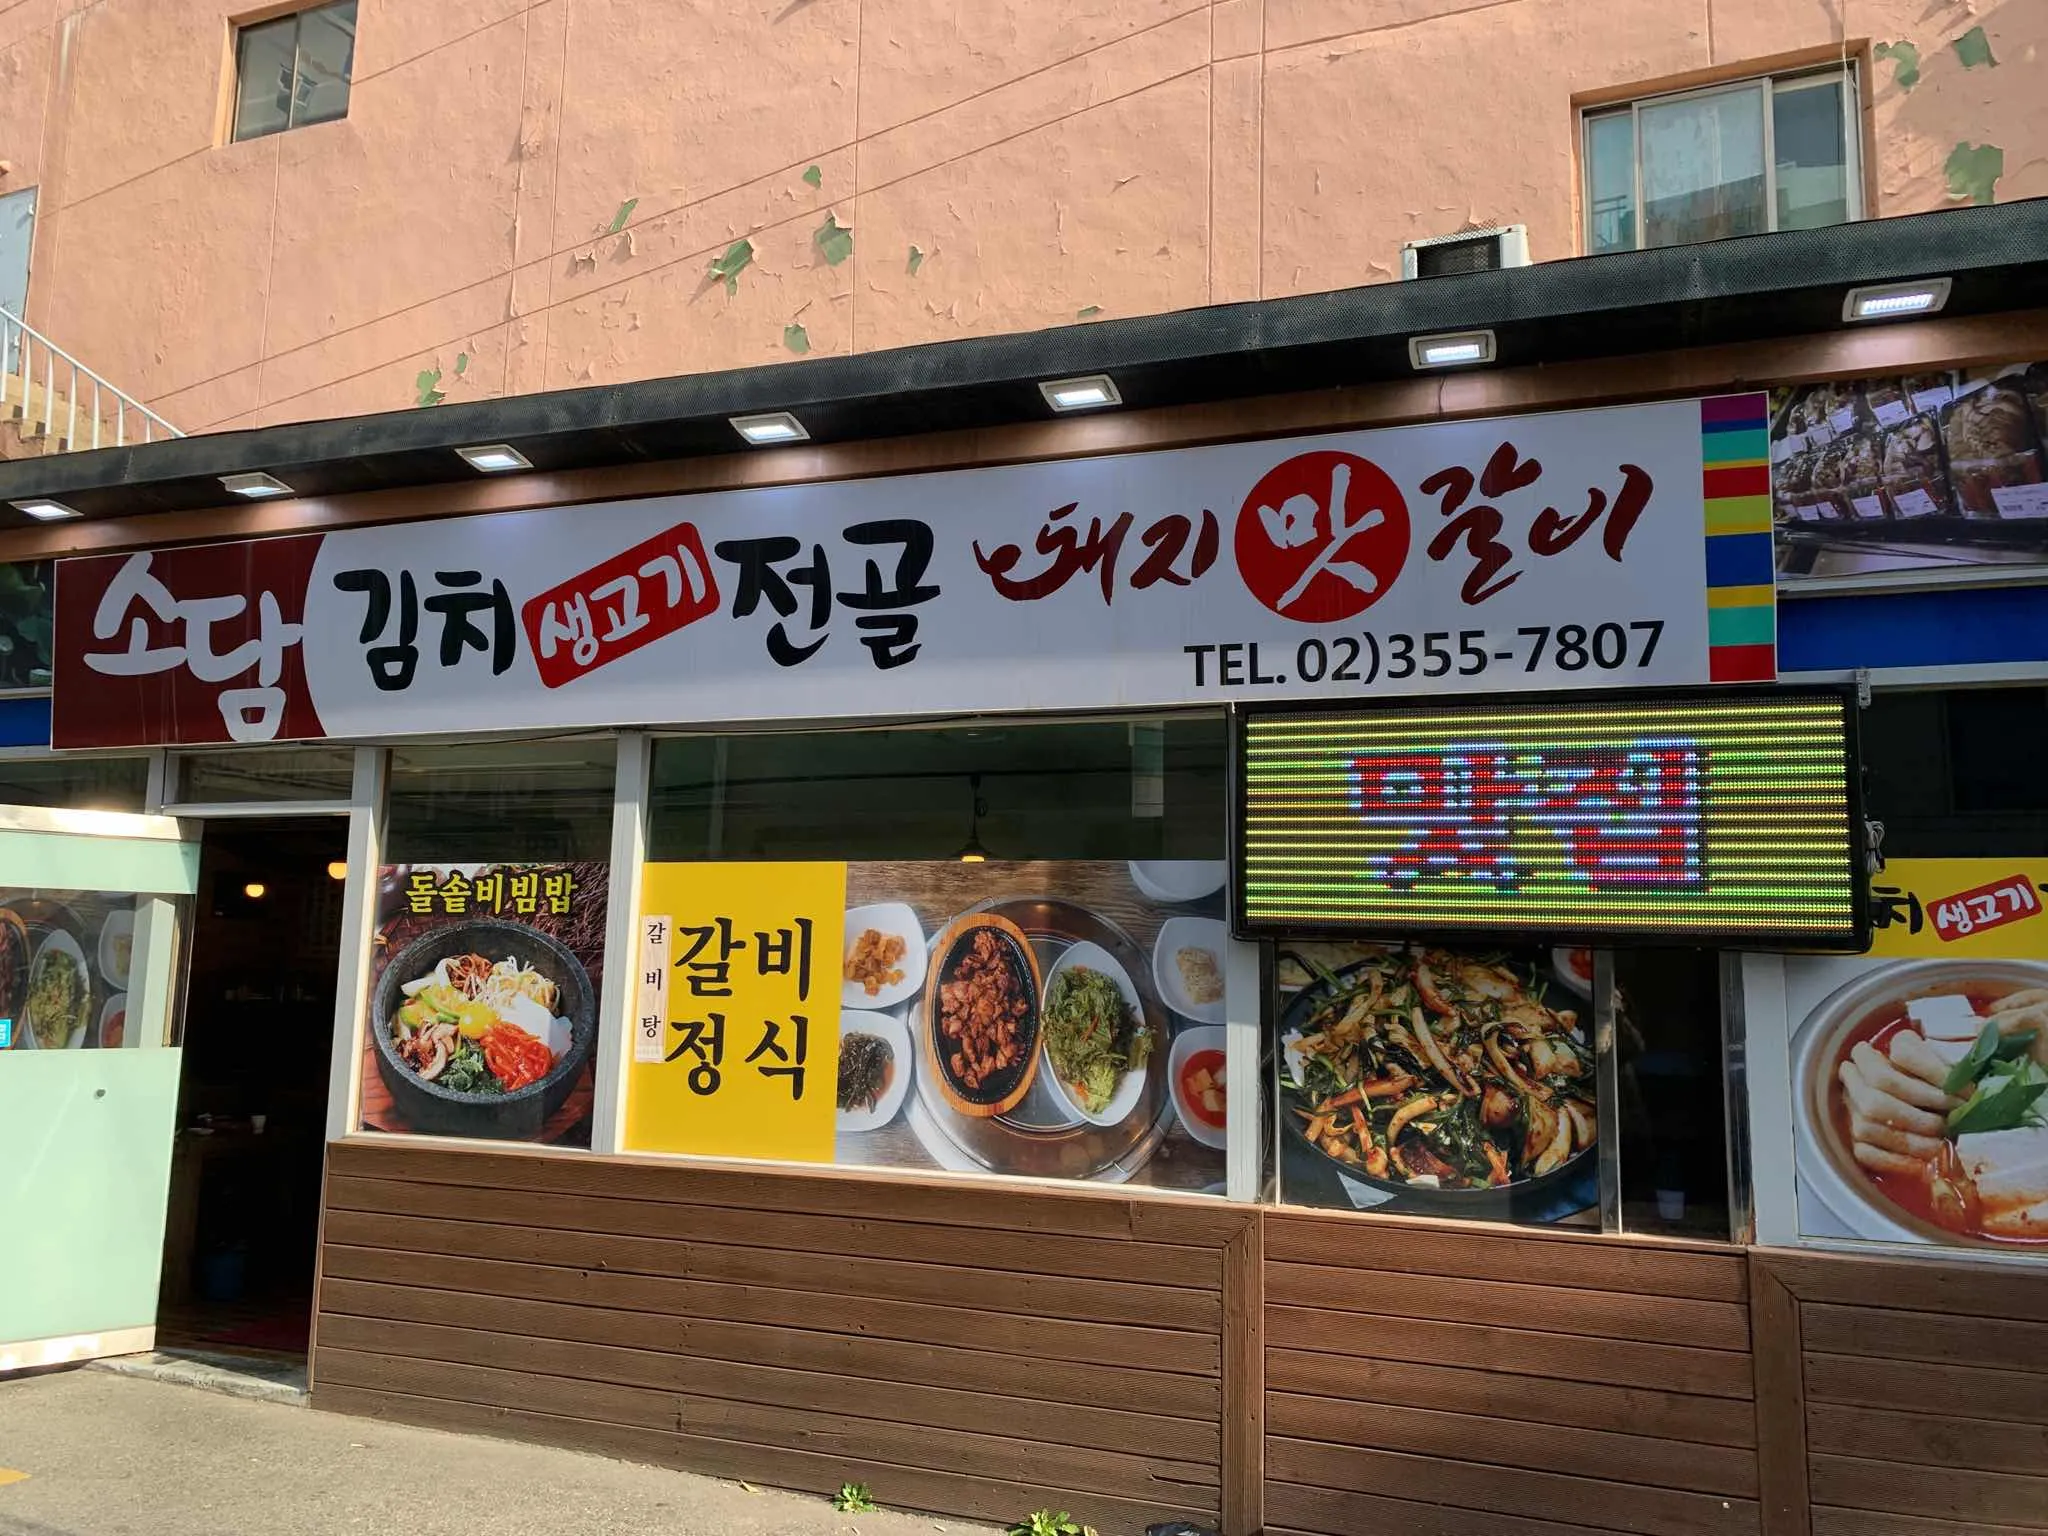 소담 김치 생고기 전골 돼지 맛 갈비
TEL. 02)355-7807
맛집
돌솥비빔밥
갈비탕
갈비
정식
치 생고기